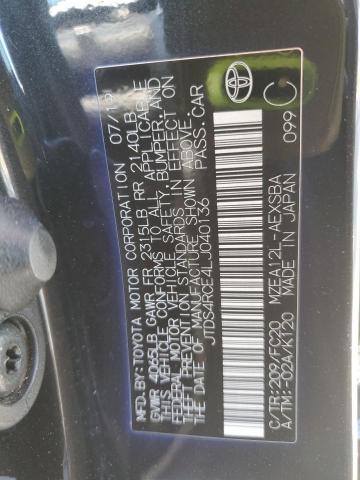 MFD.BY:TOYOTA MOTOR CORPORATION 07/19
GVWR 4065LB GAWR FR 2315LB RR 2140LB
THIS VEHICLE CONFORMS TO ALL APPLICABLE
FEDERAL MOTOR VEHICLE SAFETY, BUMPER, AND
THEFT PREVENTION STANDARDS IN EFFECT ON
THE DATE OF MANUFACTURE SHOWN ABOVE.
JTDS4RCE4LJ040136 PASS.CAR
C/TR:209/FC20 MZEA12L-AEXSBA
A/TM:-02A/K120 MADE IN JAPAN
TOYOTA
099 C